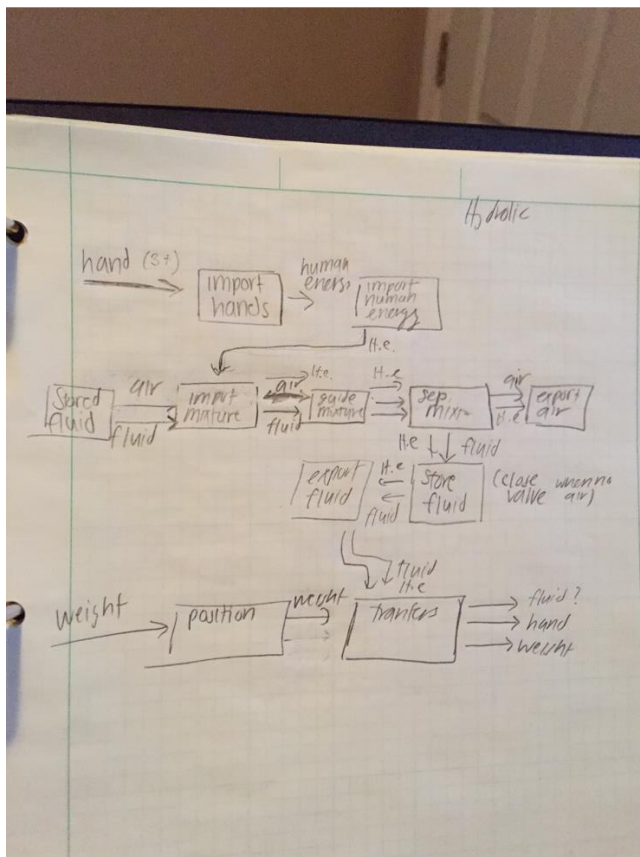 Hydrolic
hand (3+)
import
hands
human
energy
import
human
energy
H.e.
Stored
fluid
air
fluid
import
mixture
H.e.
air
fluid
guide
mixture
H.e
sep.
air
H.e
export
air
H.e
fluid
export
fluid
H.e
fluid
store
fluid
(close when no
valve air)
fluid
H.e
weight
position
weight
fluid?
hand
weight